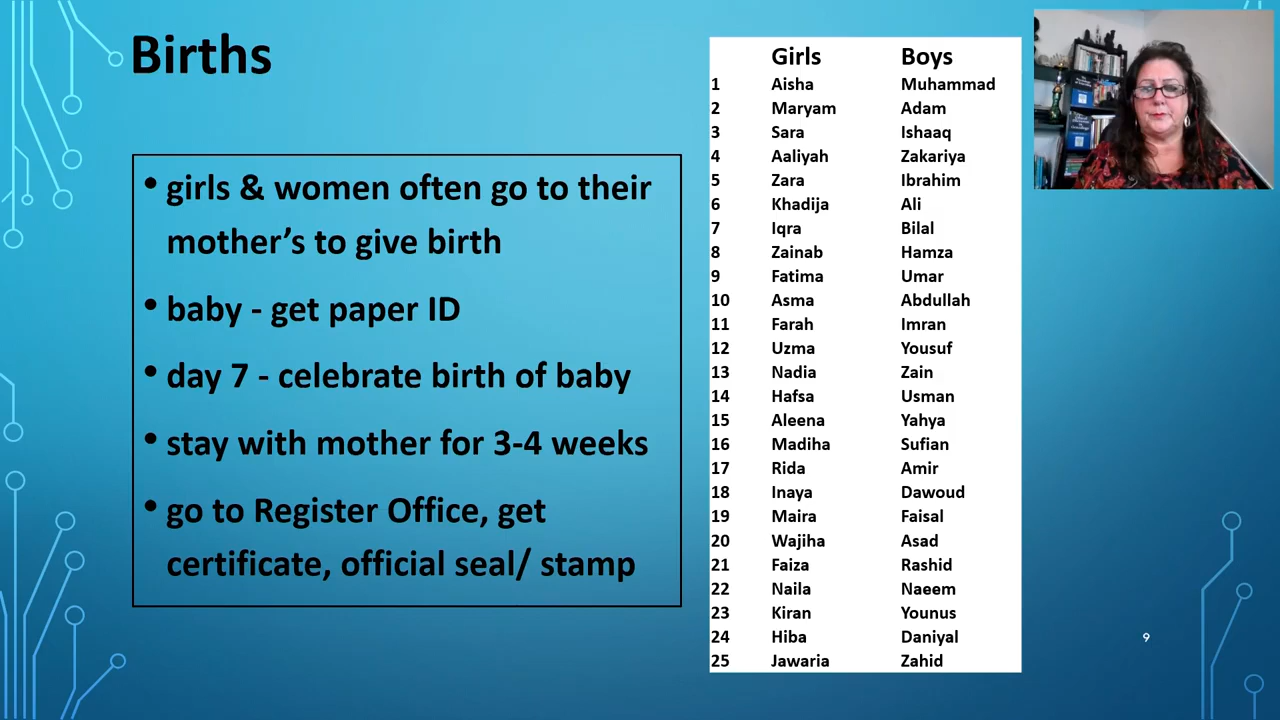 Births
• girls & women often go to their
mother's to give birth
• baby - get paper ID
• day 7 - celebrate birth of baby
• stay with mother for 3-4 weeks
• go to Register Office, get
certificate, official seal/ stamp
Girls Boys
1 Aisha Muhammad
2 Maryam Adam
3 Sara Ishaaq
4 Aaliyah Zakariya
5 Zara Ibrahim
6 Khadija Ali
7 Iqra Bilal
8 Zainab Hamza
9 Fatima Umar
10 Asma Abdullah
11 Farah Imran
12 Uzma Yousuf
13 Nadia Zain
14 Hafsa Usman
15 Aleena Yahya
16 Madiha Sufian
17 Rida Amir
18 Inaya Dawoud
19 Maira Faisal
20 Wajiha Asad
21 Faiza Rashid
22 Naila Naeem
23 Kiran Younus
24 Hiba Daniyal
25 Jawaria Zahid
9